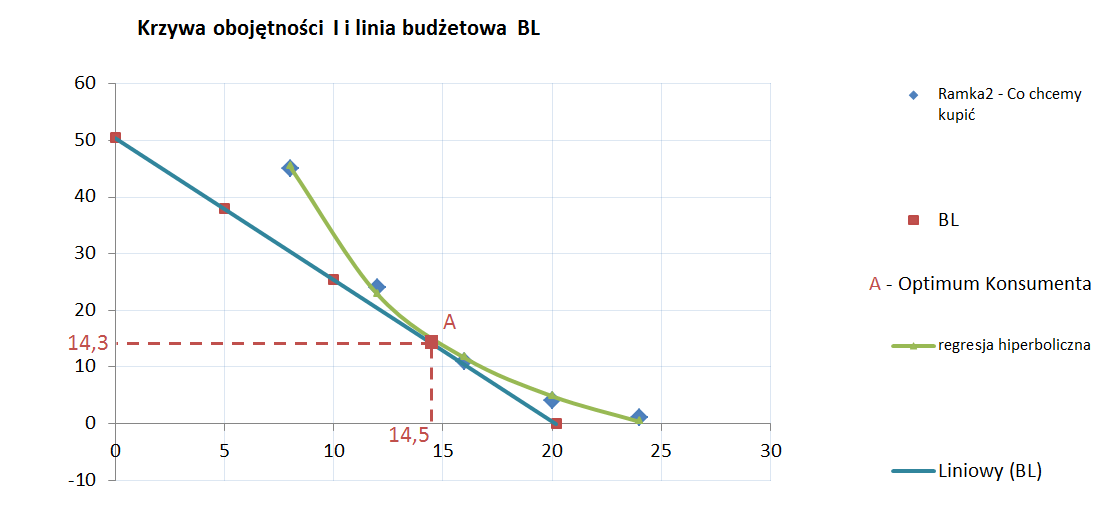 Krzywa obojętności I i linia budżetowa BL
60
50
40
30
20
10
0
-10
14,3
14,5
A
0
5
10
15
20
25
30
Ramka2 - Co chcemy
kupić
BL
A - Optimum Konsumenta
regresja hiperboliczna
Liniowy (BL)